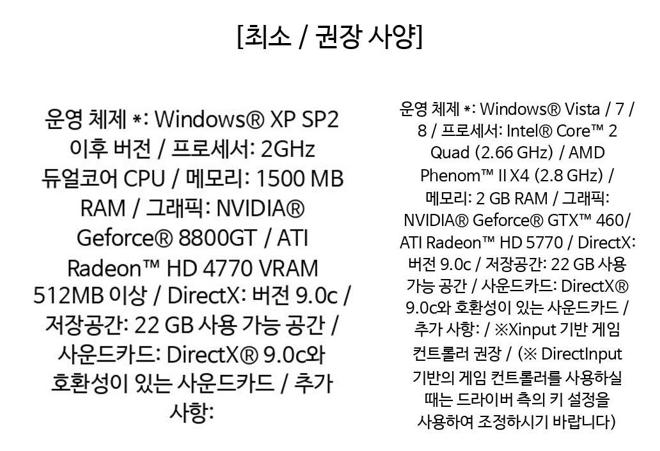 [최소 / 권장 사양]
운영 체제 *: Windows® XP SP2
이후 버전 / 프로세서: 2GHz
듀얼코어 CPU / 메모리: 1500 MB
RAM / 그래픽: NVIDIA®
Geforce® 8800GT / ATI
Radeon™ HD 4770 VRAM
512MB 이상 / DirectX: 버전 9.0c /
저장공간: 22 GB 사용 가능 공간 /
사운드카드: DirectX® 9.0c와
호환성이 있는 사운드카드 / 추가
사항:
운영 체제 *: Windows® Vista / 7 /
8 / 프로세서: Intel® Core™ 2
Quad (2.66 GHz) / AMD
Phenom™ II X4 (2.8 GHz) /
메모리: 2 GB RAM / 그래픽:
NVIDIA® Geforce® GTX™ 460/
ATI Radeon™ HD 5770 / DirectX:
버전 9.0c / 저장공간: 22 GB 사용
가능 공간 / 사운드카드: DirectX®
9.0c와 호환성이 있는 사운드카드 /
추가 사항: / ※Xinput 기반 게임
컨트롤러 권장 / (※ DirectInput
기반의 게임 컨트롤러를 사용하실
때는 드라이버 측의 키 설정을
사용하여 조정하시기 바랍니다)